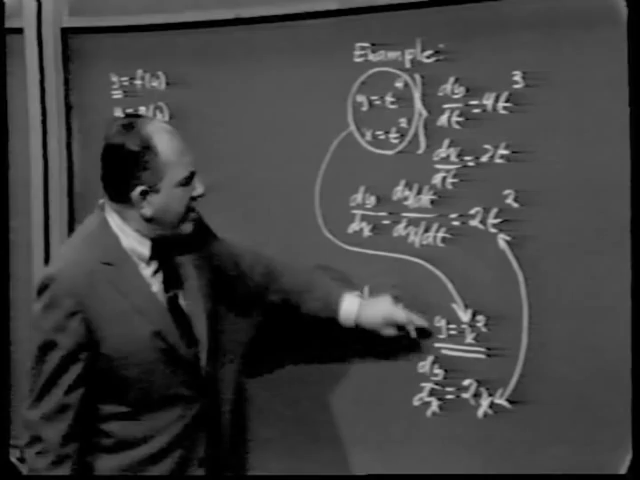 y=f(u)
Example:
y=t⁴
x=t²
dy/dt=4t³
dx/dt=2t
dy/dx=dy/dt/dx/dt=2t²
y=x²
dy/dx=2x